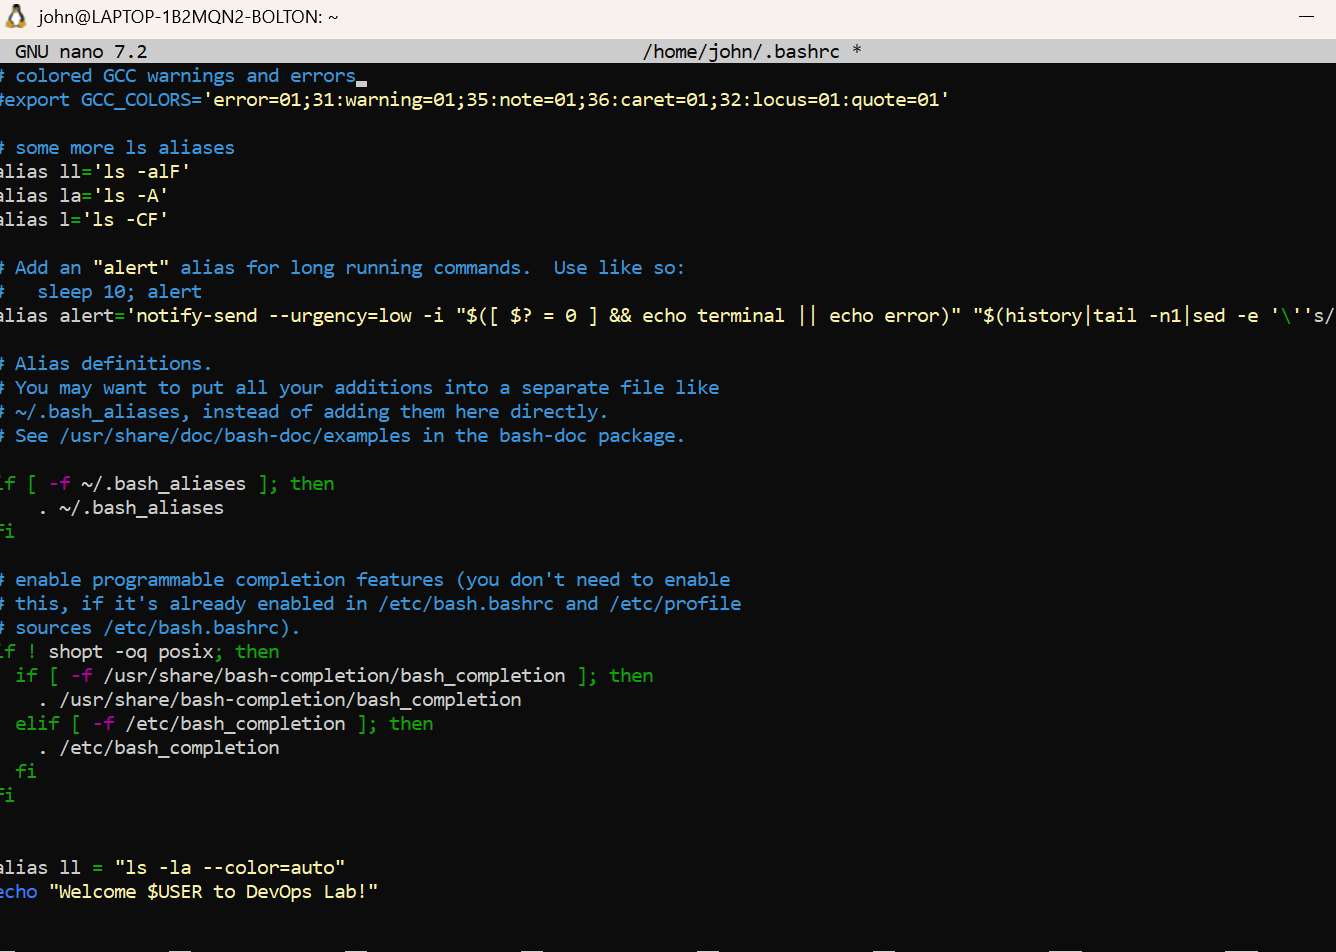 john@LAPTOP-1B2MQN2-BOLTON: ~
GNU nano 7.2 /home/john/.bashrc *
# colored GCC warnings and errors
#export GCC_COLORS='error=01;31:warning=01;35:note=01;36:caret=01;32:locus=01:quote=01'
# some more ls aliases
alias ll='ls -alF'
alias la='ls -A'
alias l='ls -CF'
# Add an "alert" alias for long running commands.  Use like so:
#   sleep 10; alert
alias alert='notify-send --urgency=low -i "$([ $? = 0 ] && echo terminal || echo error)" "$(history|tail -n1|sed -e '\''s/
# Alias definitions.
# You may want to put all your additions into a separate file like
# ~/.bash_aliases, instead of adding them here directly.
# See /usr/share/doc/bash-doc/examples in the bash-doc package.
if [ -f ~/.bash_aliases ]; then
    . ~/.bash_aliases
fi
# enable programmable completion features (you don't need to enable
# this, if it's already enabled in /etc/bash.bashrc and /etc/profile
# sources /etc/bash.bashrc).
if ! shopt -oq posix; then
  if [ -f /usr/share/bash-completion/bash_completion ]; then
    . /usr/share/bash-completion/bash_completion
  elif [ -f /etc/bash_completion ]; then
    . /etc/bash_completion
  fi
fi
alias ll = "ls -la --color=auto"
echo "Welcome $USER to DevOps Lab!"